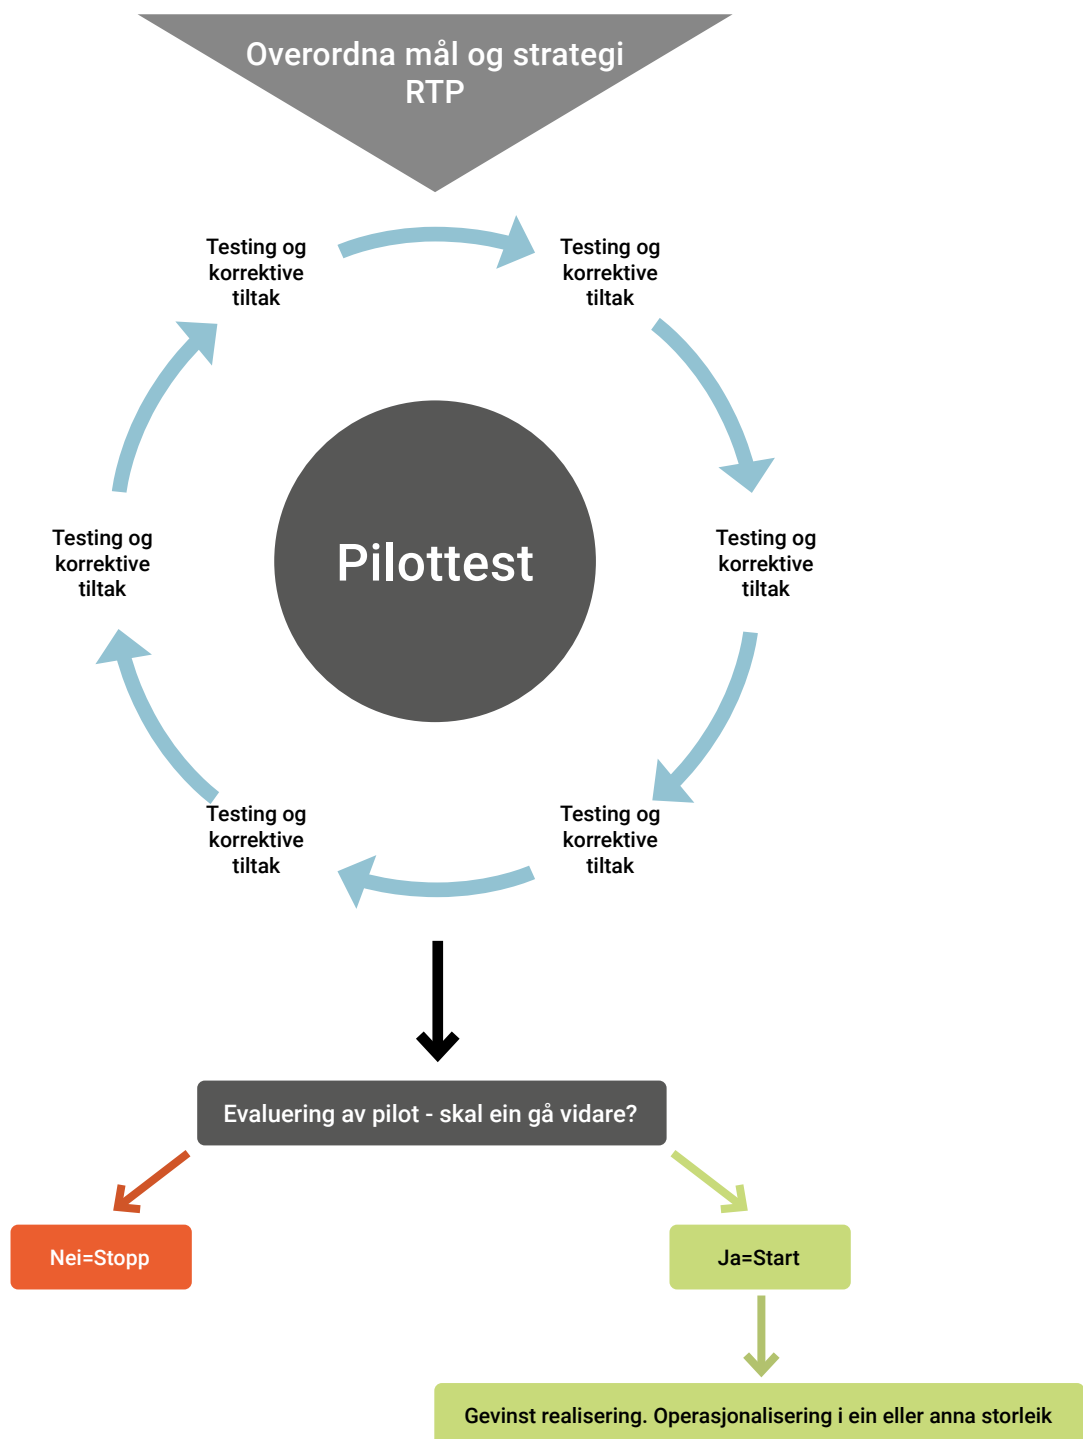 Overordna mål og strategi
RTP
Testing og
korrektive
tiltak
Testing og
korrektive
tiltak
Testing og
korrektive
tiltak
Pilottest
Testing og
korrektive
tiltak
Testing og
korrektive
tiltak
Testing og
korrektive
tiltak
Evaluering av pilot - skal ein gå vidare?
Nei=Stopp
Ja=Start
Gevinst realisering. Operasjonalisering i ein eller anna storleik